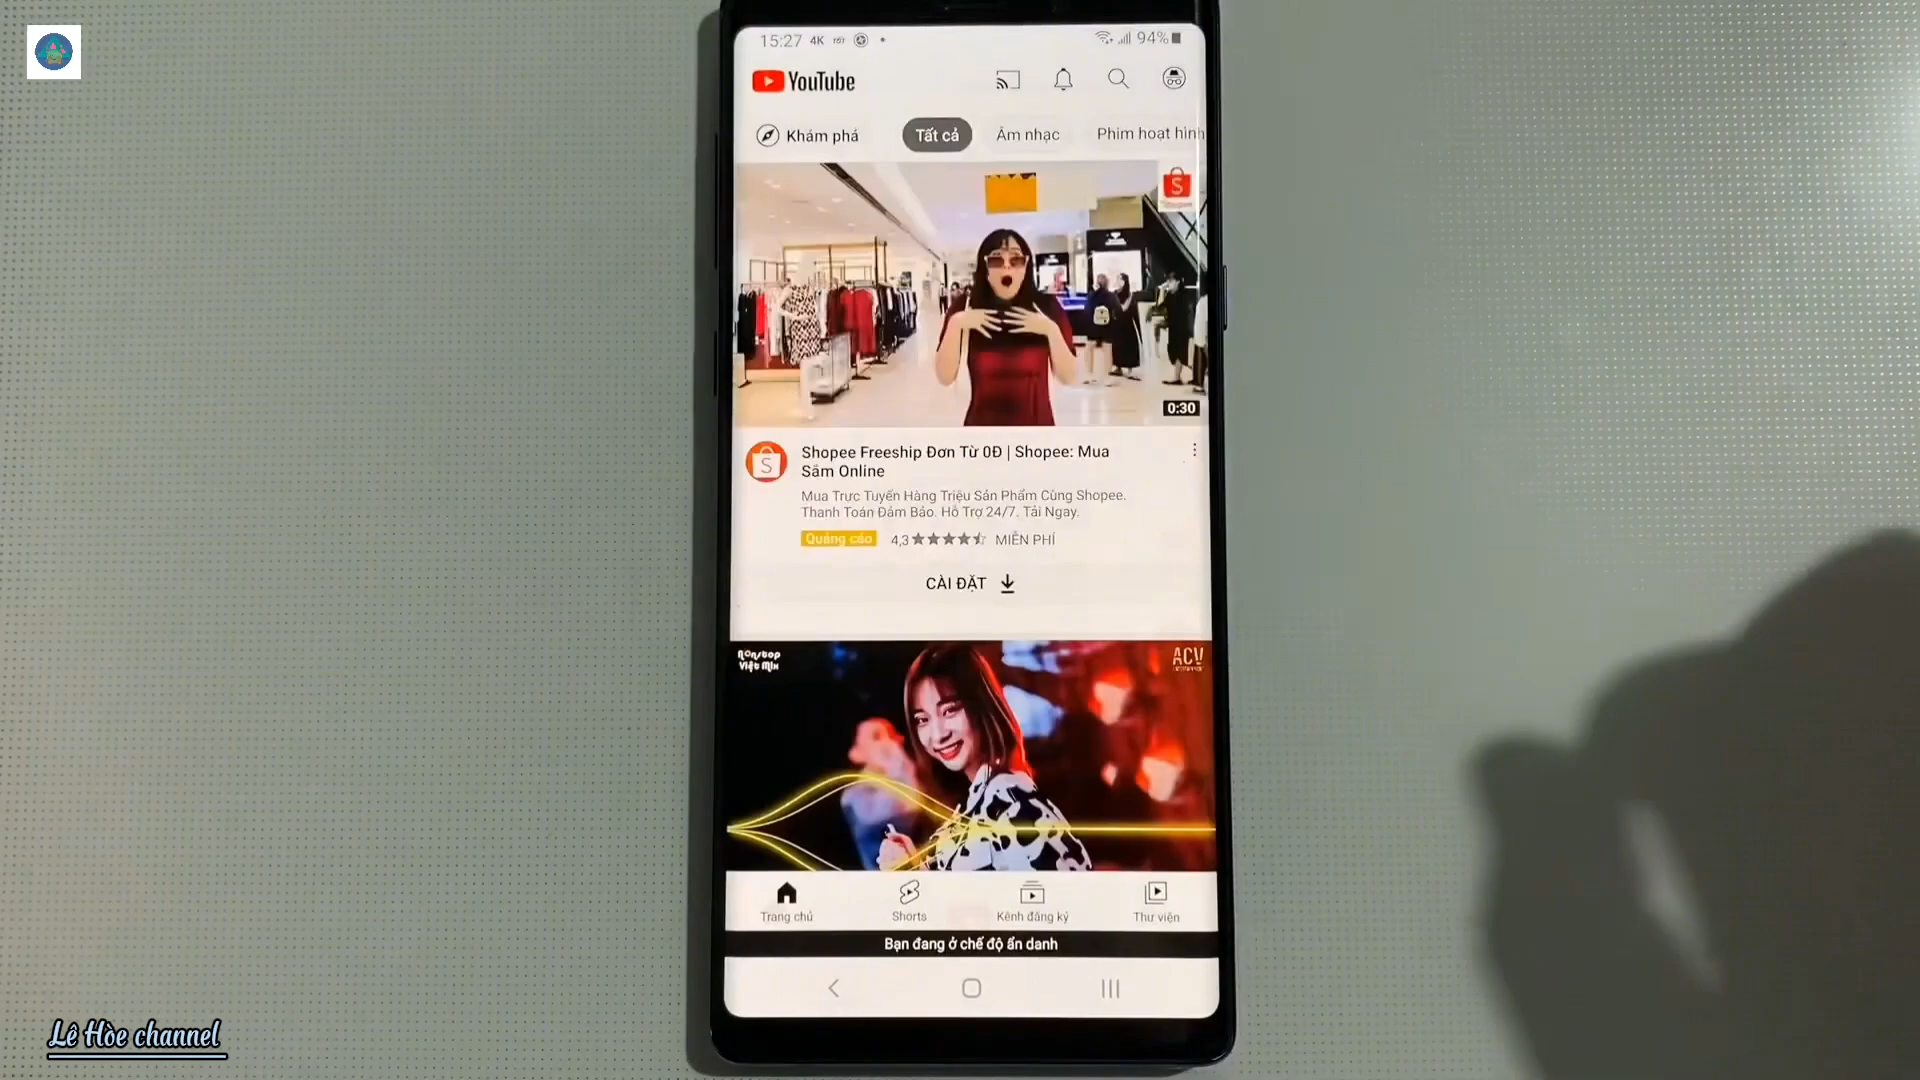 15:27 4K
94%
YouTube
Khám phá
Tất cả
Âm nhạc
Phim hoạt hình
S
0:30
Shopee Freeship Đơn Từ 0Đ | Shopee: Mua
Sắm Online
S
Mua Trực Tuyến Hàng Triệu Sản Phẩm Cùng Shopee.
Thanh Toán Đảm Bảo. Hỗ Trợ 24/7. Tải Ngay.
Quảng cáo 4,3 MIỄN PHÍ
CÀI ĐẶT
Nonstop
Việt Mix
ACV
Trang chủ
Shorts
Kênh đăng ký
Thư viện
Bạn đang ở chế độ ẩn danh
Lê Hòe channel